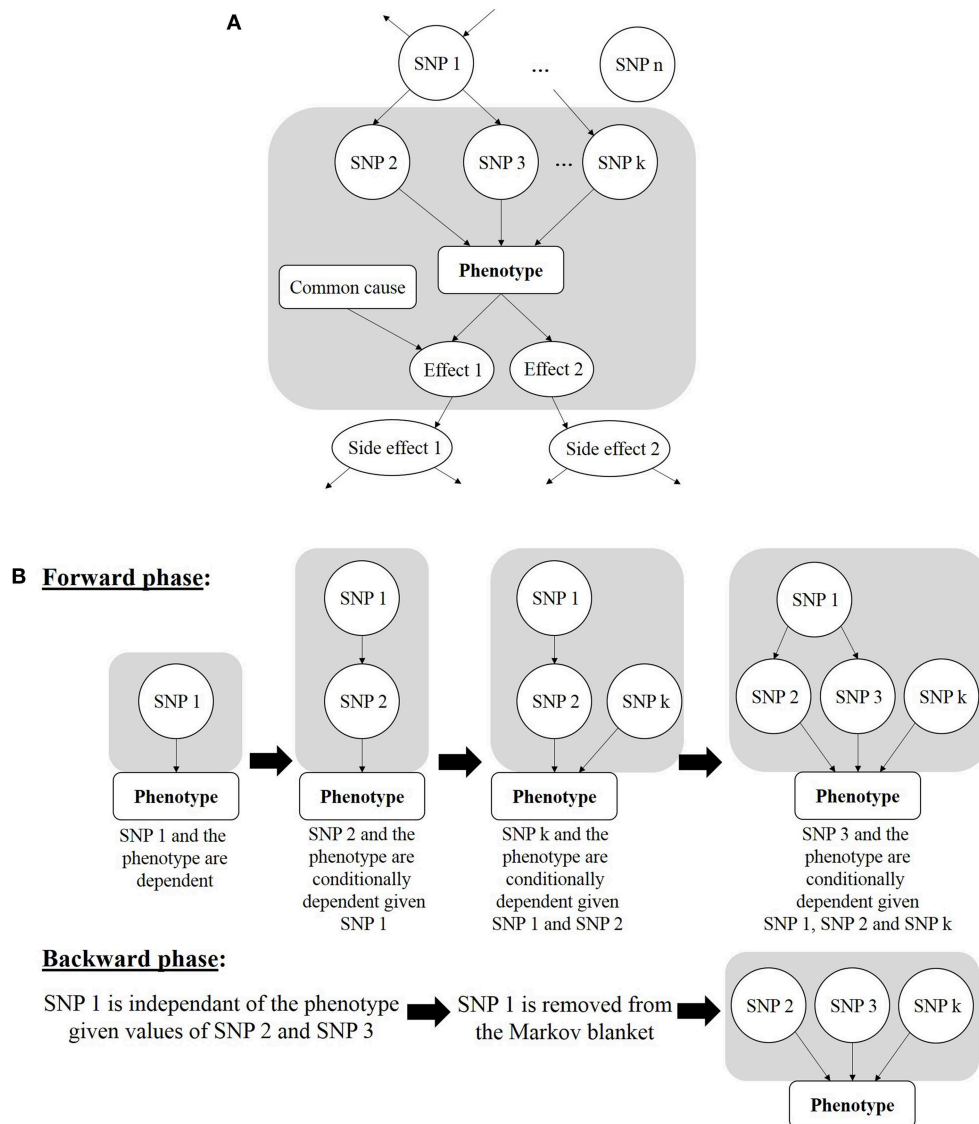 A
SNP 1
...
SNP n
SNP 2
SNP 3
...
SNP k
Phenotype
Common cause
Effect 1
Effect 2
Side effect 1
Side effect 2
B
Forward phase:
SNP 1
Phenotype
SNP 1 and the
phenotype are
dependent
SNP 1
SNP 2
Phenotype
SNP 2 and the
phenotype are
conditionally
dependent given
SNP 1
SNP 1
SNP 2
SNP k
Phenotype
SNP k and the
phenotype are
conditionally
dependent given
SNP 1 and SNP 2
SNP 1
SNP 2
SNP 3
SNP k
Phenotype
SNP 3 and the
phenotype are
conditionally
dependent given
SNP 1, SNP 2 and SNP k
Backward phase:
SNP 1 is independant of the phenotype
given values of SNP 2 and SNP 3
SNP 1 is removed from
the Markov blanket
SNP 2
SNP 3
SNP k
Phenotype